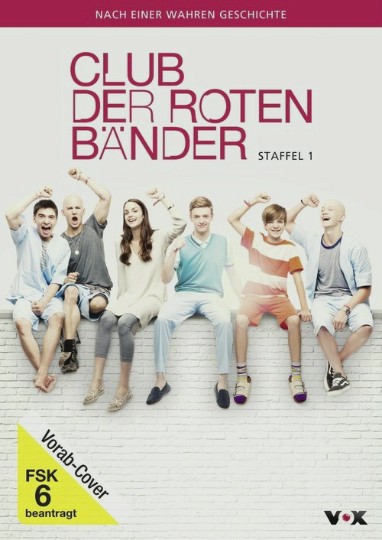 NACH EINER WAHREN GESCHICHTE
CLUB
DER ROTEN
BÄNDER
STAFFEL 1
Vorab-Cover
FSK
6
beantragt
VOX